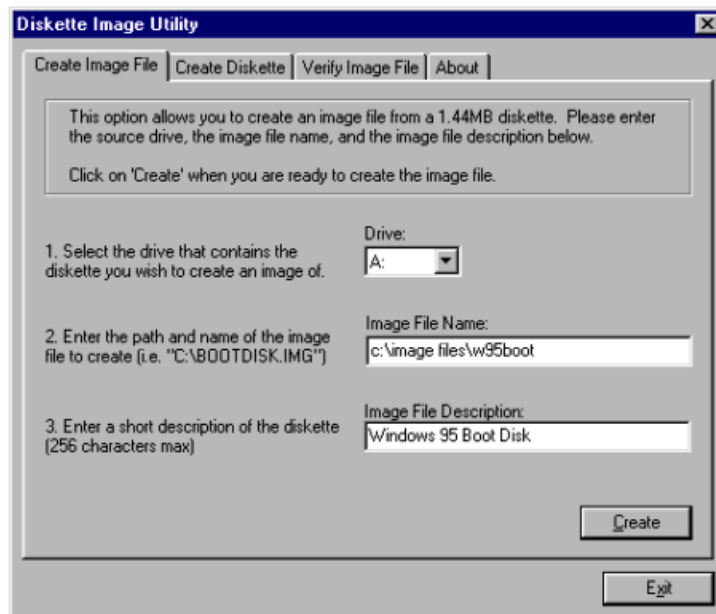 Diskette Image Utility
Create Image File
Create Diskette
Verify Image File
About
This option allows you to create an image file from a 1.44MB diskette. Please enter
the source drive, the image file name, and the image file description below.
Click on 'Create' when you are ready to create the image file.
1. Select the drive that contains the
diskette you wish to create an image of.
Drive:
A:
2. Enter the path and name of the image
file to create (i.e. "C:\BOOTDISK.IMG")
Image File Name:
c:\image files\w95boot
3. Enter a short description of the diskette
(256 characters max)
Image File Description:
Windows 95 Boot Disk
Create
Exit